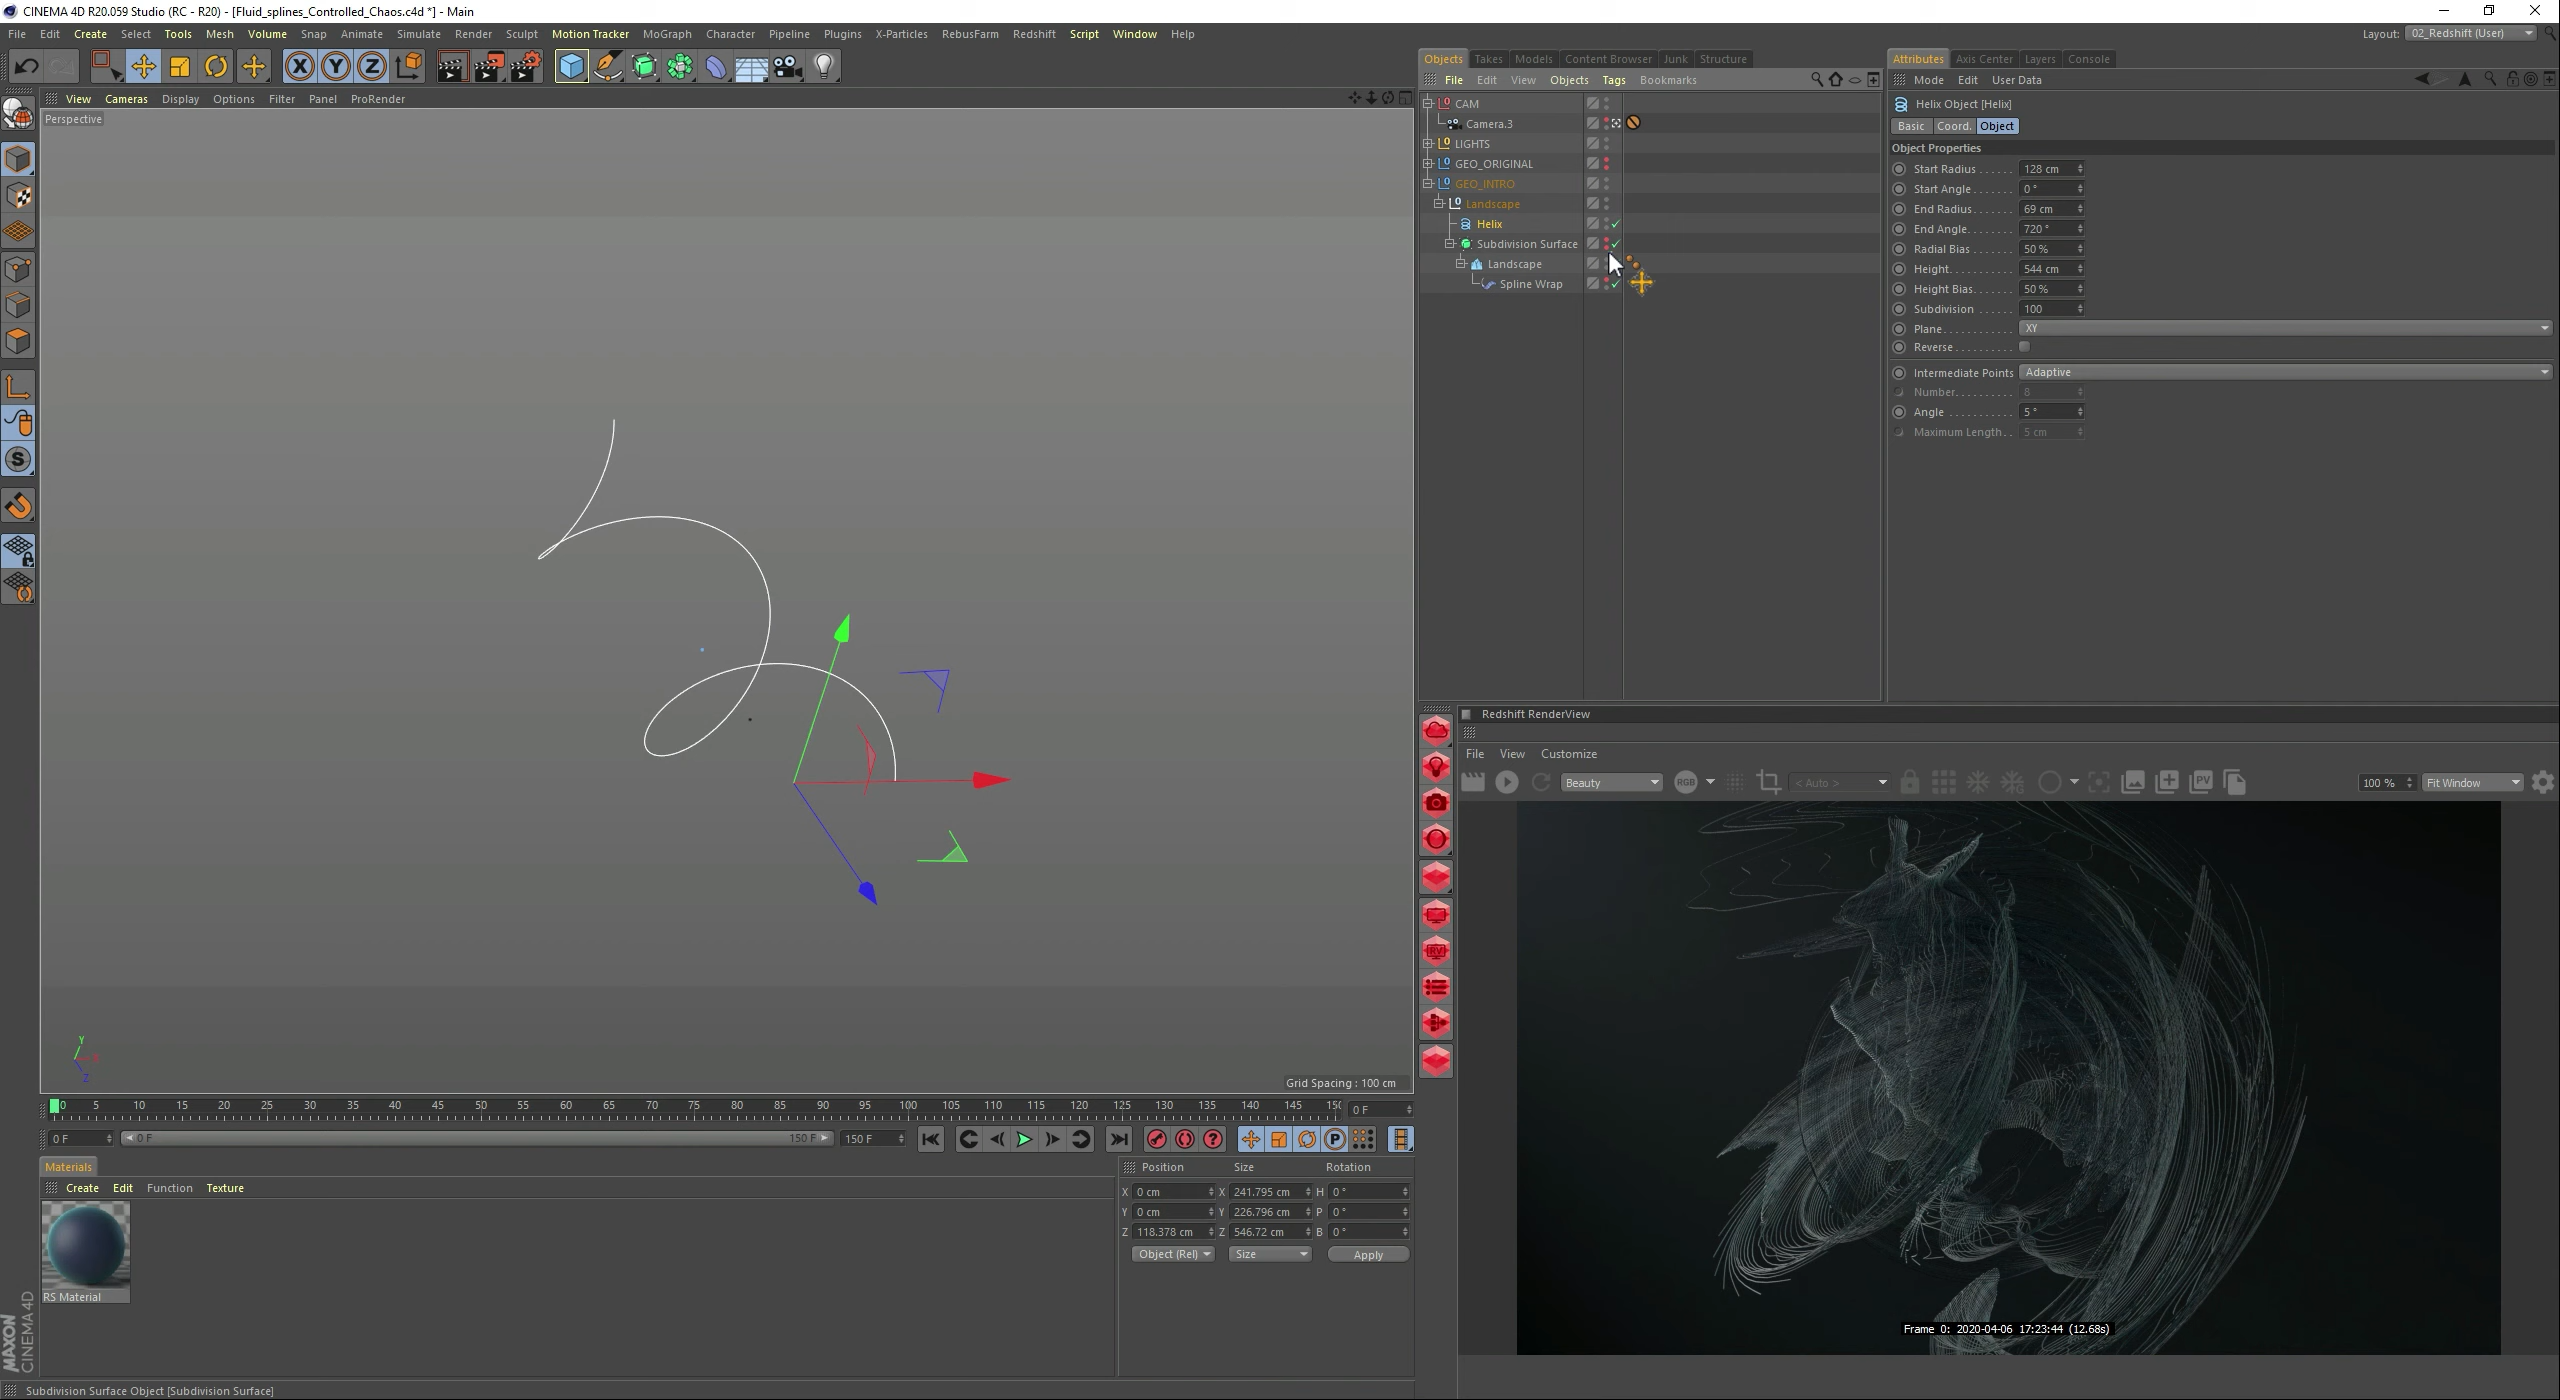 CINEMA 4D R20.059 Studio (RC - R20) - [Fluid_splines_Controlled_Chaos.c4d *] - Main
File Edit Create Select Tools Mesh Volume Snap Animate Simulate Render Sculpt Motion Tracker MoGraph Character Pipeline Plugins X-Particles RebusFarm Redshift Script Window Help
Layout: 02_Redshift (User)
Objects Takes Models Content Browser Junk Structure
File Edit View Objects Tags Bookmarks
View Cameras Display Options Filter Panel ProRender
Perspective
CAM
Camera.3
LIGHTS
GEO_ORIGINAL
GEO_INTRO
Landscape
Helix
Subdivision Surface
Landscape
Spline Wrap
Attributes Axis Center Layers Console
Mode Edit User Data
Helix Object [Helix]
Basic Coord. Object
Object Properties
Start Radius 128 cm
Start Angle 0 °
End Radius 69 cm
End Angle 720 °
Radial Bias 50 %
Height 544 cm
Height Bias 50 %
Subdivision 100
Plane XY
Reverse
Intermediate Points Adaptive
Number 8
Angle 5 °
Maximum Length 5 cm
Y
X
Z
Grid Spacing : 100 cm
0 5 10 15 20 25 30 35 40 45 50 55 60 65 70 75 80 85 90 95 100 105 110 115 120 125 130 135 140 145 150 0 F
0 F 0 F 150 F 150 F
Materials
Create Edit Function Texture
RS Material
Position Size Rotation
X 0 cm X 241.795 cm H 0 °
Y 0 cm Y 226.796 cm P 0 °
Z 118.378 cm Z 546.72 cm B 0 °
Object (Rel) Size Apply
Redshift RenderView
File View Customize
Beauty RGB < Auto > PV 100 % Fit Window
RV
Frame 0: 2020-04-06 17:23:44 (12.68s)
MAXON
CINEMA 4D
Subdivision Surface Object [Subdivision Surface]